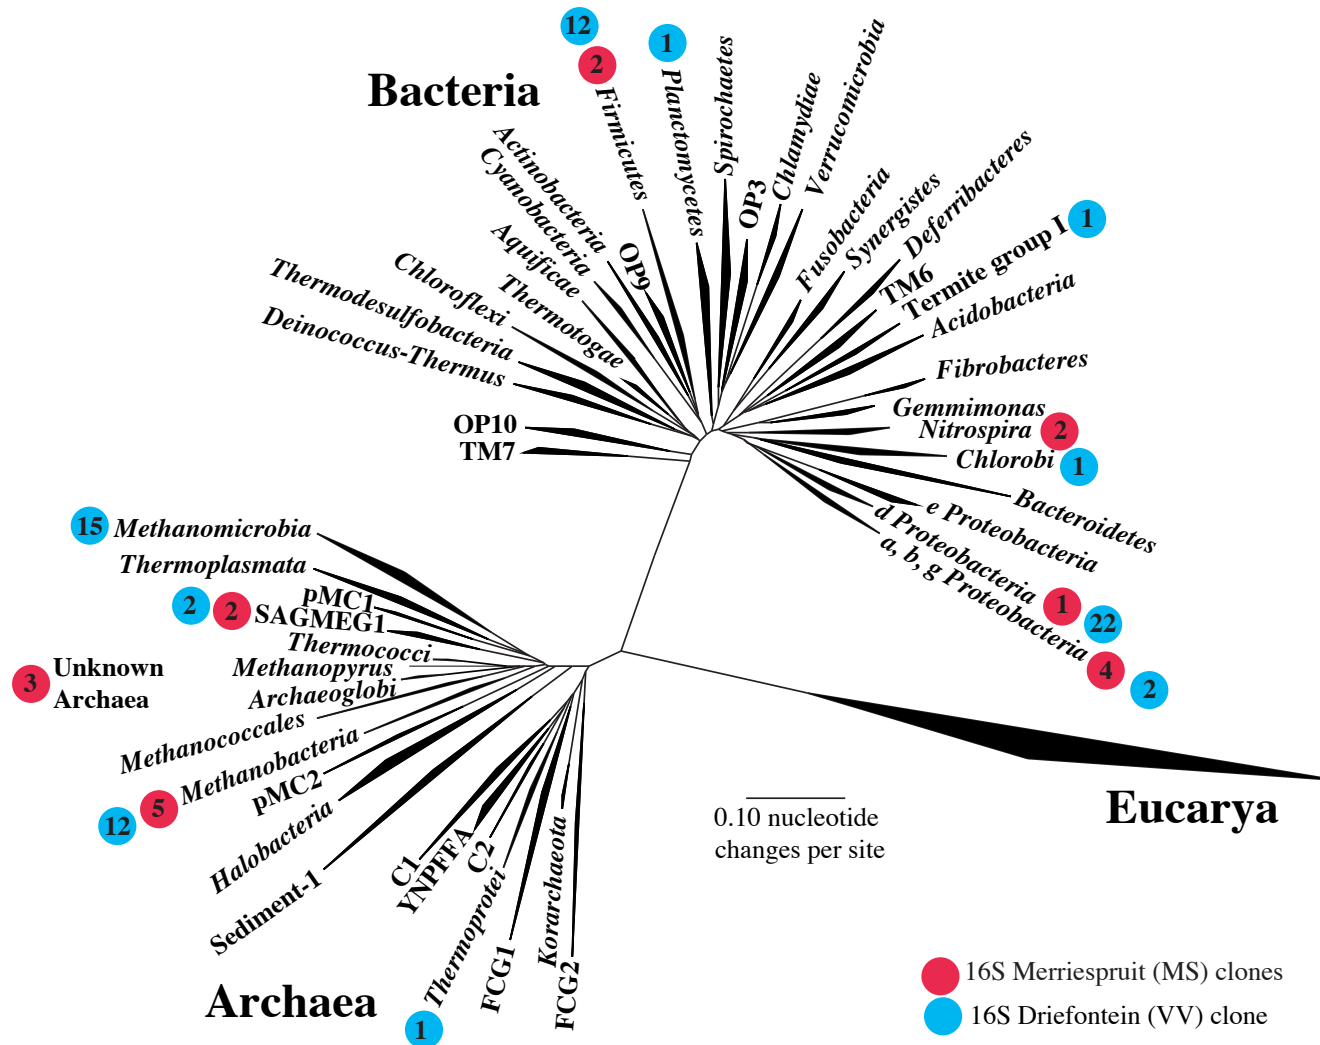 Bacteria
12
2
Firmicutes
1
Planctomycetes
Spirochaetes
OP3
Chlamydiae
Verrucomicrobia
Fusobacteria
Synergistes
Deferribacteres
TM6
Termite group I
1
Acidobacteria
Fibrobacteres
Gemmimonas
Nitrospira
2
Chlorobi
1
Bacteroidetes
e Proteobacteria
d Proteobacteria
1
22
a, b, g Proteobacteria
4
2
Actinobacteria
Cyanobacteria
OP9
Aquificae
Thermotogae
Chloroflexi
Thermodesulfobacteria
Deinococcus-Thermus
OP10
TM7
15
Methanomicrobia
Thermoplasmata
pMC1
2
2
SAGMEG1
Thermococci
Methanopyrus
3
Unknown
Archaea
Archaeoglobi
Methanococcales
12
5
Methanobacteria
pMC2
Halobacteria
Sediment-1
C1
YNPFFA
C2
Thermoprotei
1
FCG1
Korarchaeota
FCG2
Archaea
Eucarya
0.10 nucleotide
changes per site
16S Merriespruit (MS) clones
16S Driefontein (VV) clone